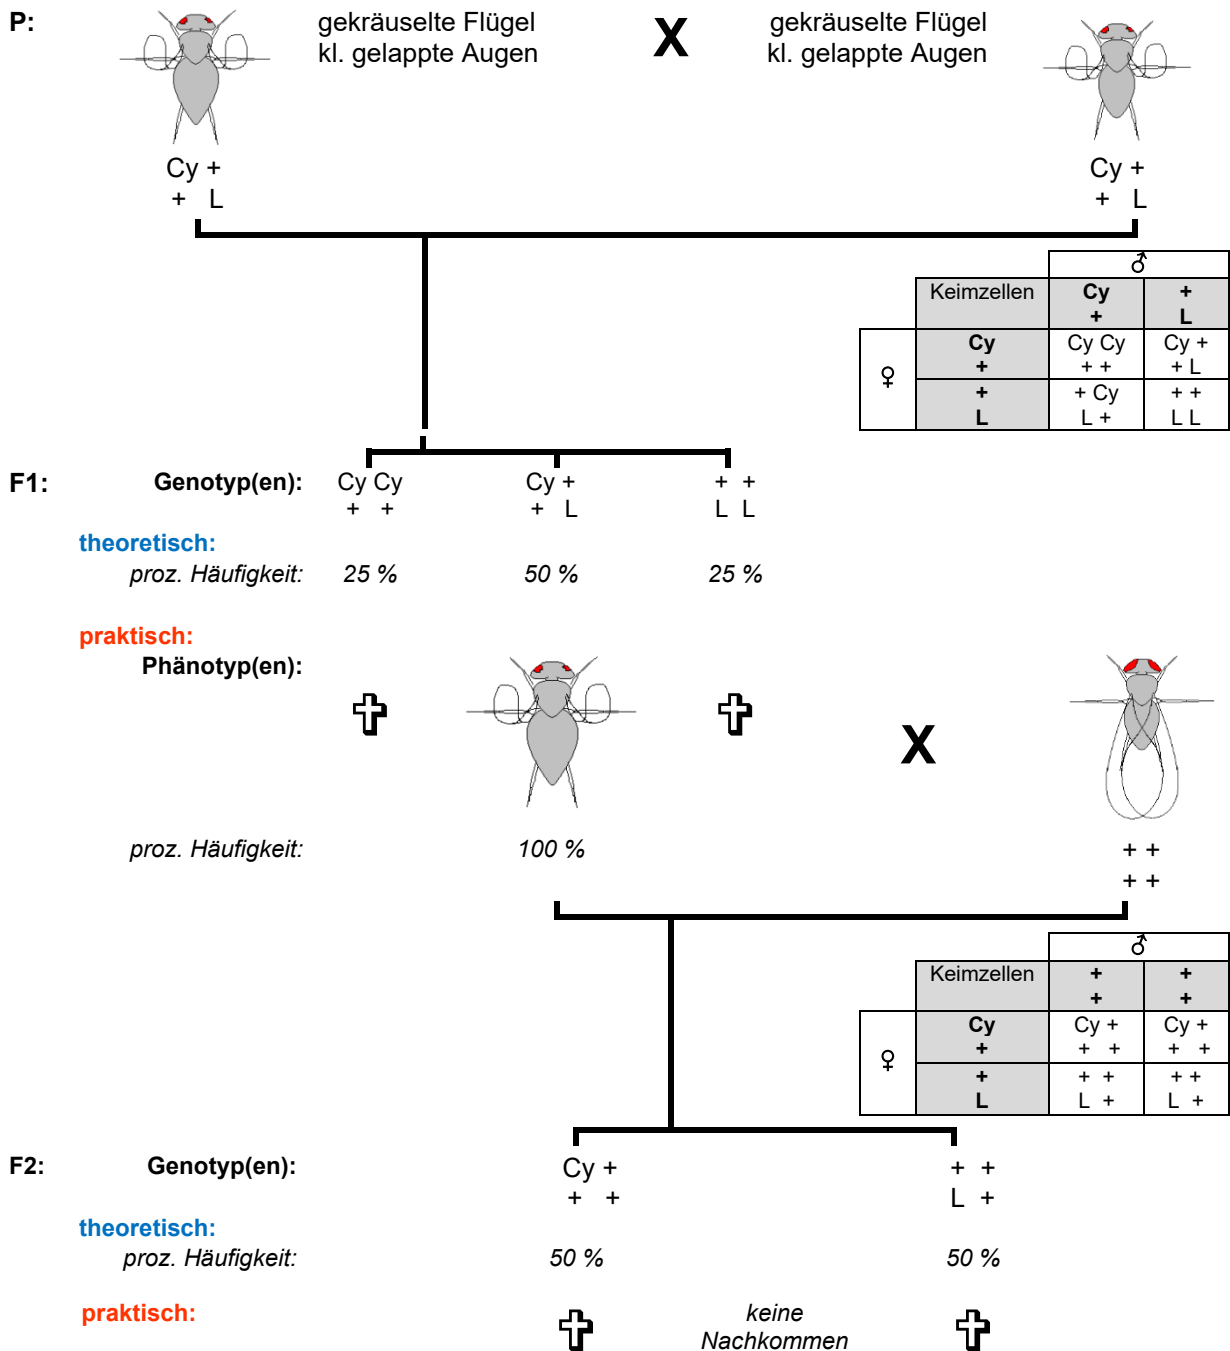 P:
gekräuselte Flügel
kl. gelappte Augen
X
gekräuselte Flügel
kl. gelappte Augen
Cy +
+ L
Cy +
+ L
♂
Keimzellen Cy +
+ L
♀
Cy Cy Cy Cy +
+ + + + L
+ + Cy + +
L L + L L
F1: Genotyp(en): Cy Cy Cy + + +
+ + + L L L
theoretisch:
proz. Häufigkeit: 25 % 50 % 25 %
praktisch:
Phänotyp(en):
X
proz. Häufigkeit: 100 % + +
+ +
♂
Keimzellen + +
+ +
♀
Cy Cy + Cy +
+ + + + +
+ + + + +
L L + L +
F2: Genotyp(en): Cy + + +
+ + L +
theoretisch:
proz. Häufigkeit: 50 % 50 %
praktisch: keine
Nachkommen